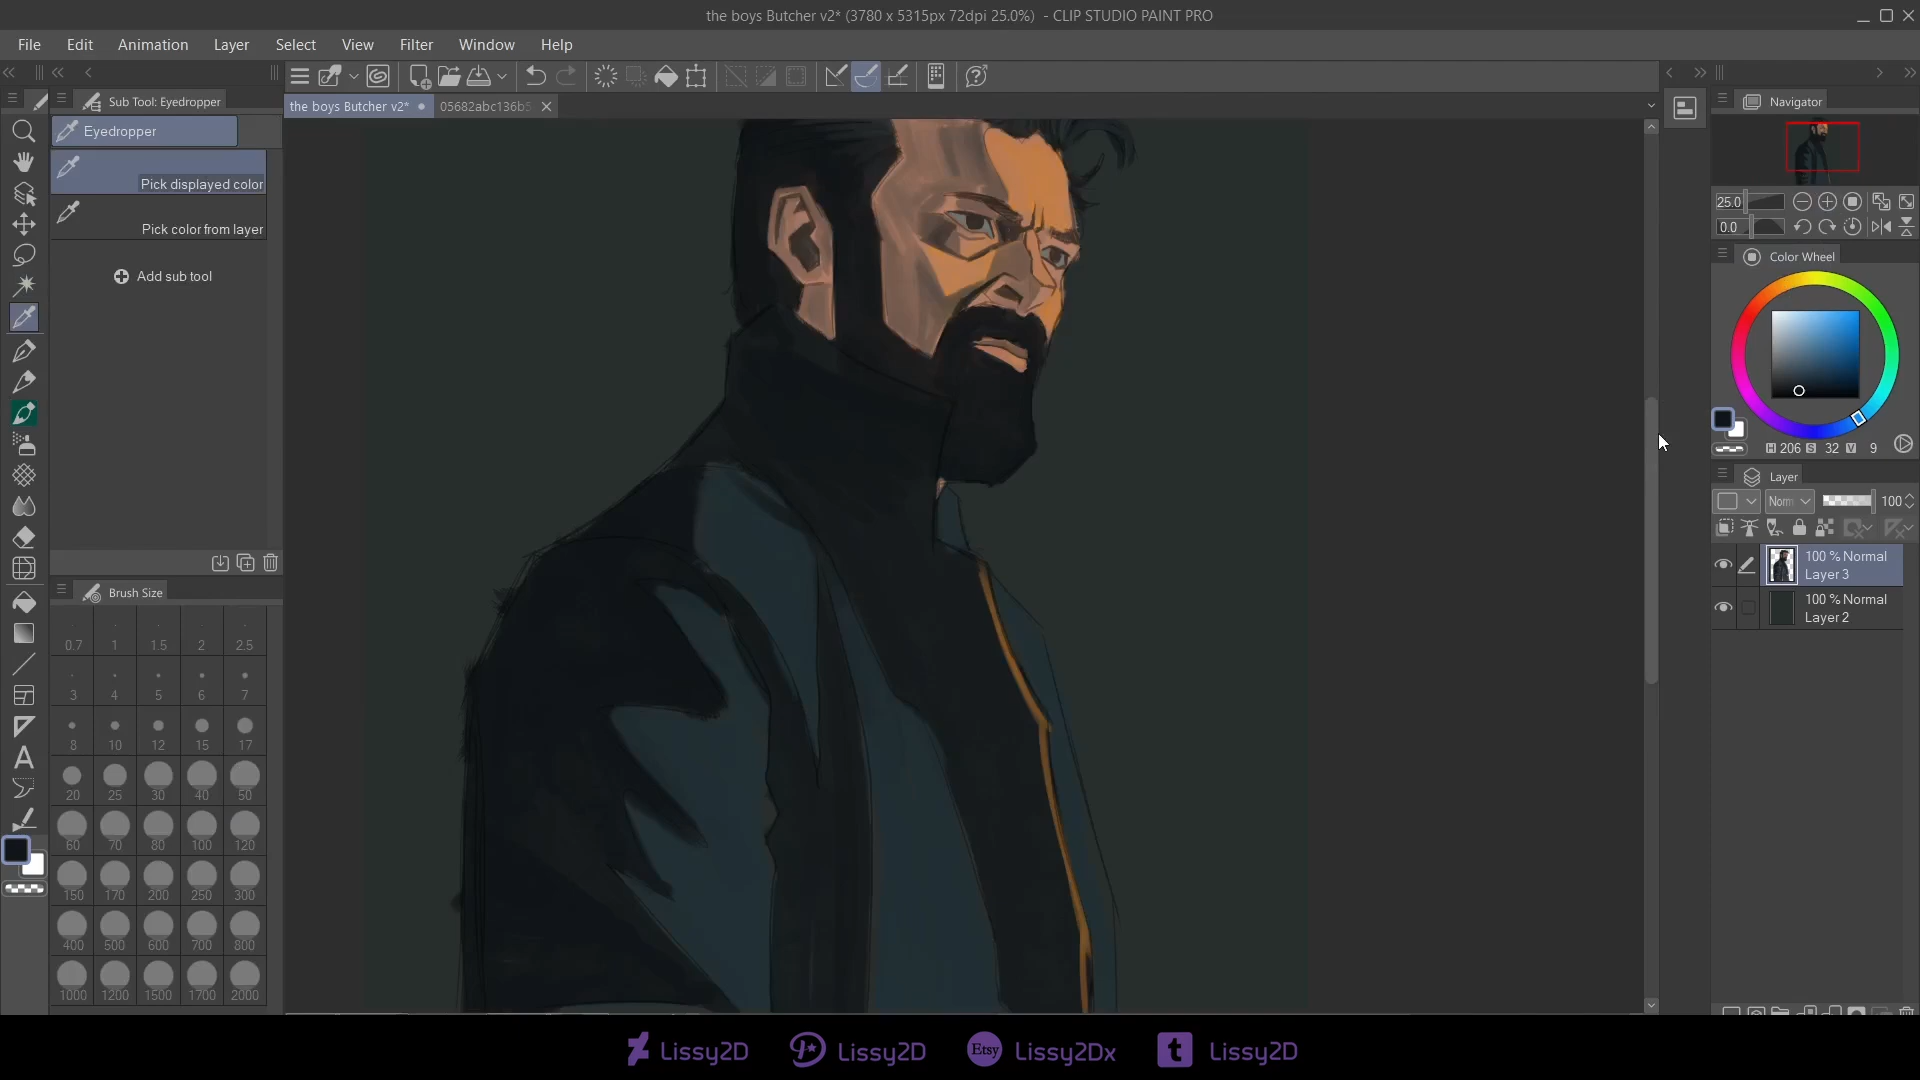 the boys Butcher v2* (3780 x 5315px 72dpi 25.0%) - CLIP STUDIO PAINT PRO
File Edit Animation Layer Select View Filter Window Help
Sub Tool: Eyedropper
the boys Butcher v2*
05682abc136b5
Navigator
Eyedropper
Pick displayed color
Pick color from layer
Add sub tool
25.0
0.0
Color Wheel
H 206 S 32 V 9
Layer
Norm 100
100 % Normal
Layer 3
100 % Normal
Layer 2
Brush Size
0.7 1 1.5 2 2.5
3 4 5 6 7
8 10 12 15 17
20 25 30 40 50
60 70 80 100 120
150 170 200 250 300
400 500 600 700 800
1000 1200 1500 1700 2000
Lissy2D Lissy2D Etsy Lissy2Dx t Lissy2D